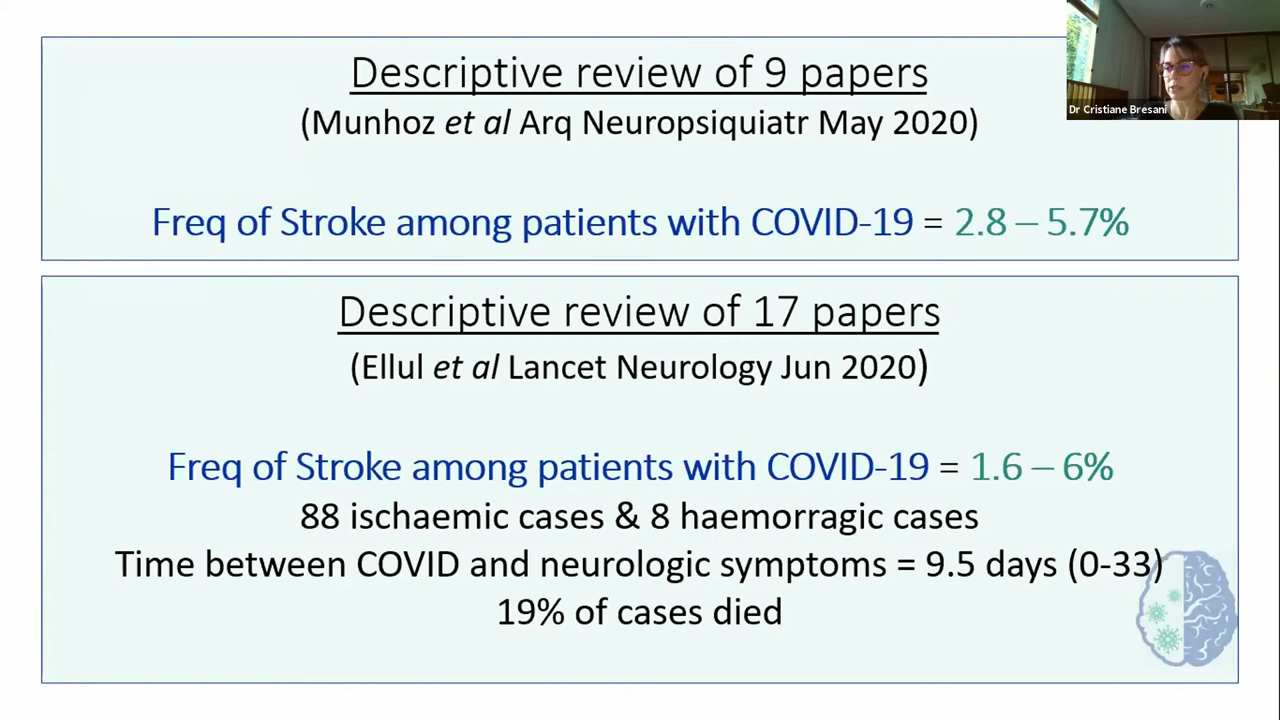 Descriptive review of 9 papers
(Munhoz et al Arq Neuropsiquiatr May 2020)
Dr Cristiane Bresani
Freq of Stroke among patients with COVID-19 = 2.8 – 5.7%
Descriptive review of 17 papers
(Ellul et al Lancet Neurology Jun 2020)
Freq of Stroke among patients with COVID-19 = 1.6 – 6%
88 ischaemic cases & 8 haemorragic cases
Time between COVID and neurologic symptoms = 9.5 days (0-33)
19% of cases died